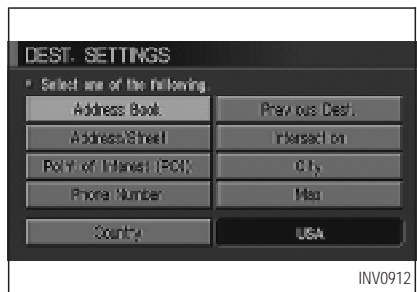 DEST. SETTINGS
Select one of the following.
Address Book Previous Dest.
Address/Street Intersection
Point of Interest (POI) City
Phone Number Map
Country USA
INV0912